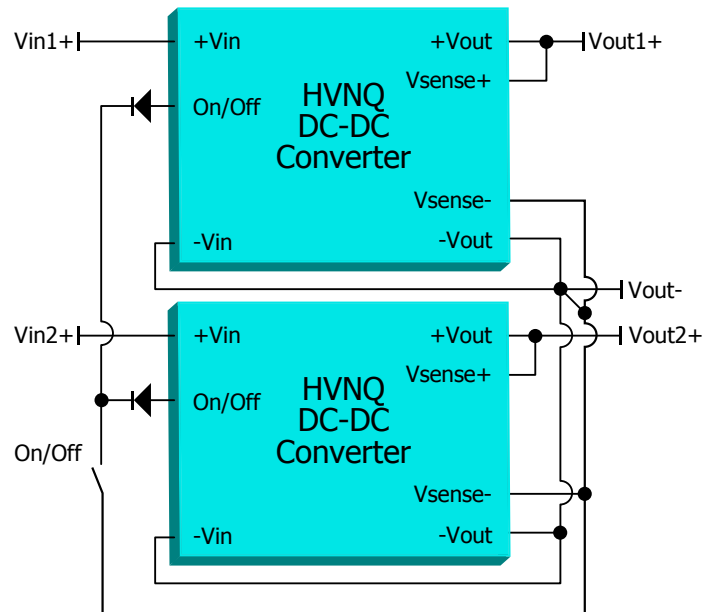 Vin1+
+Vin
+Vout
Vout1+
Vsense+
On/Off
HVNQ
DC-DC
Converter
Vsense-
-Vin
-Vout
Vout-
Vin2+
+Vin
+Vout
Vout2+
Vsense+
On/Off
HVNQ
DC-DC
Converter
On/Off
Vsense-
-Vin
-Vout